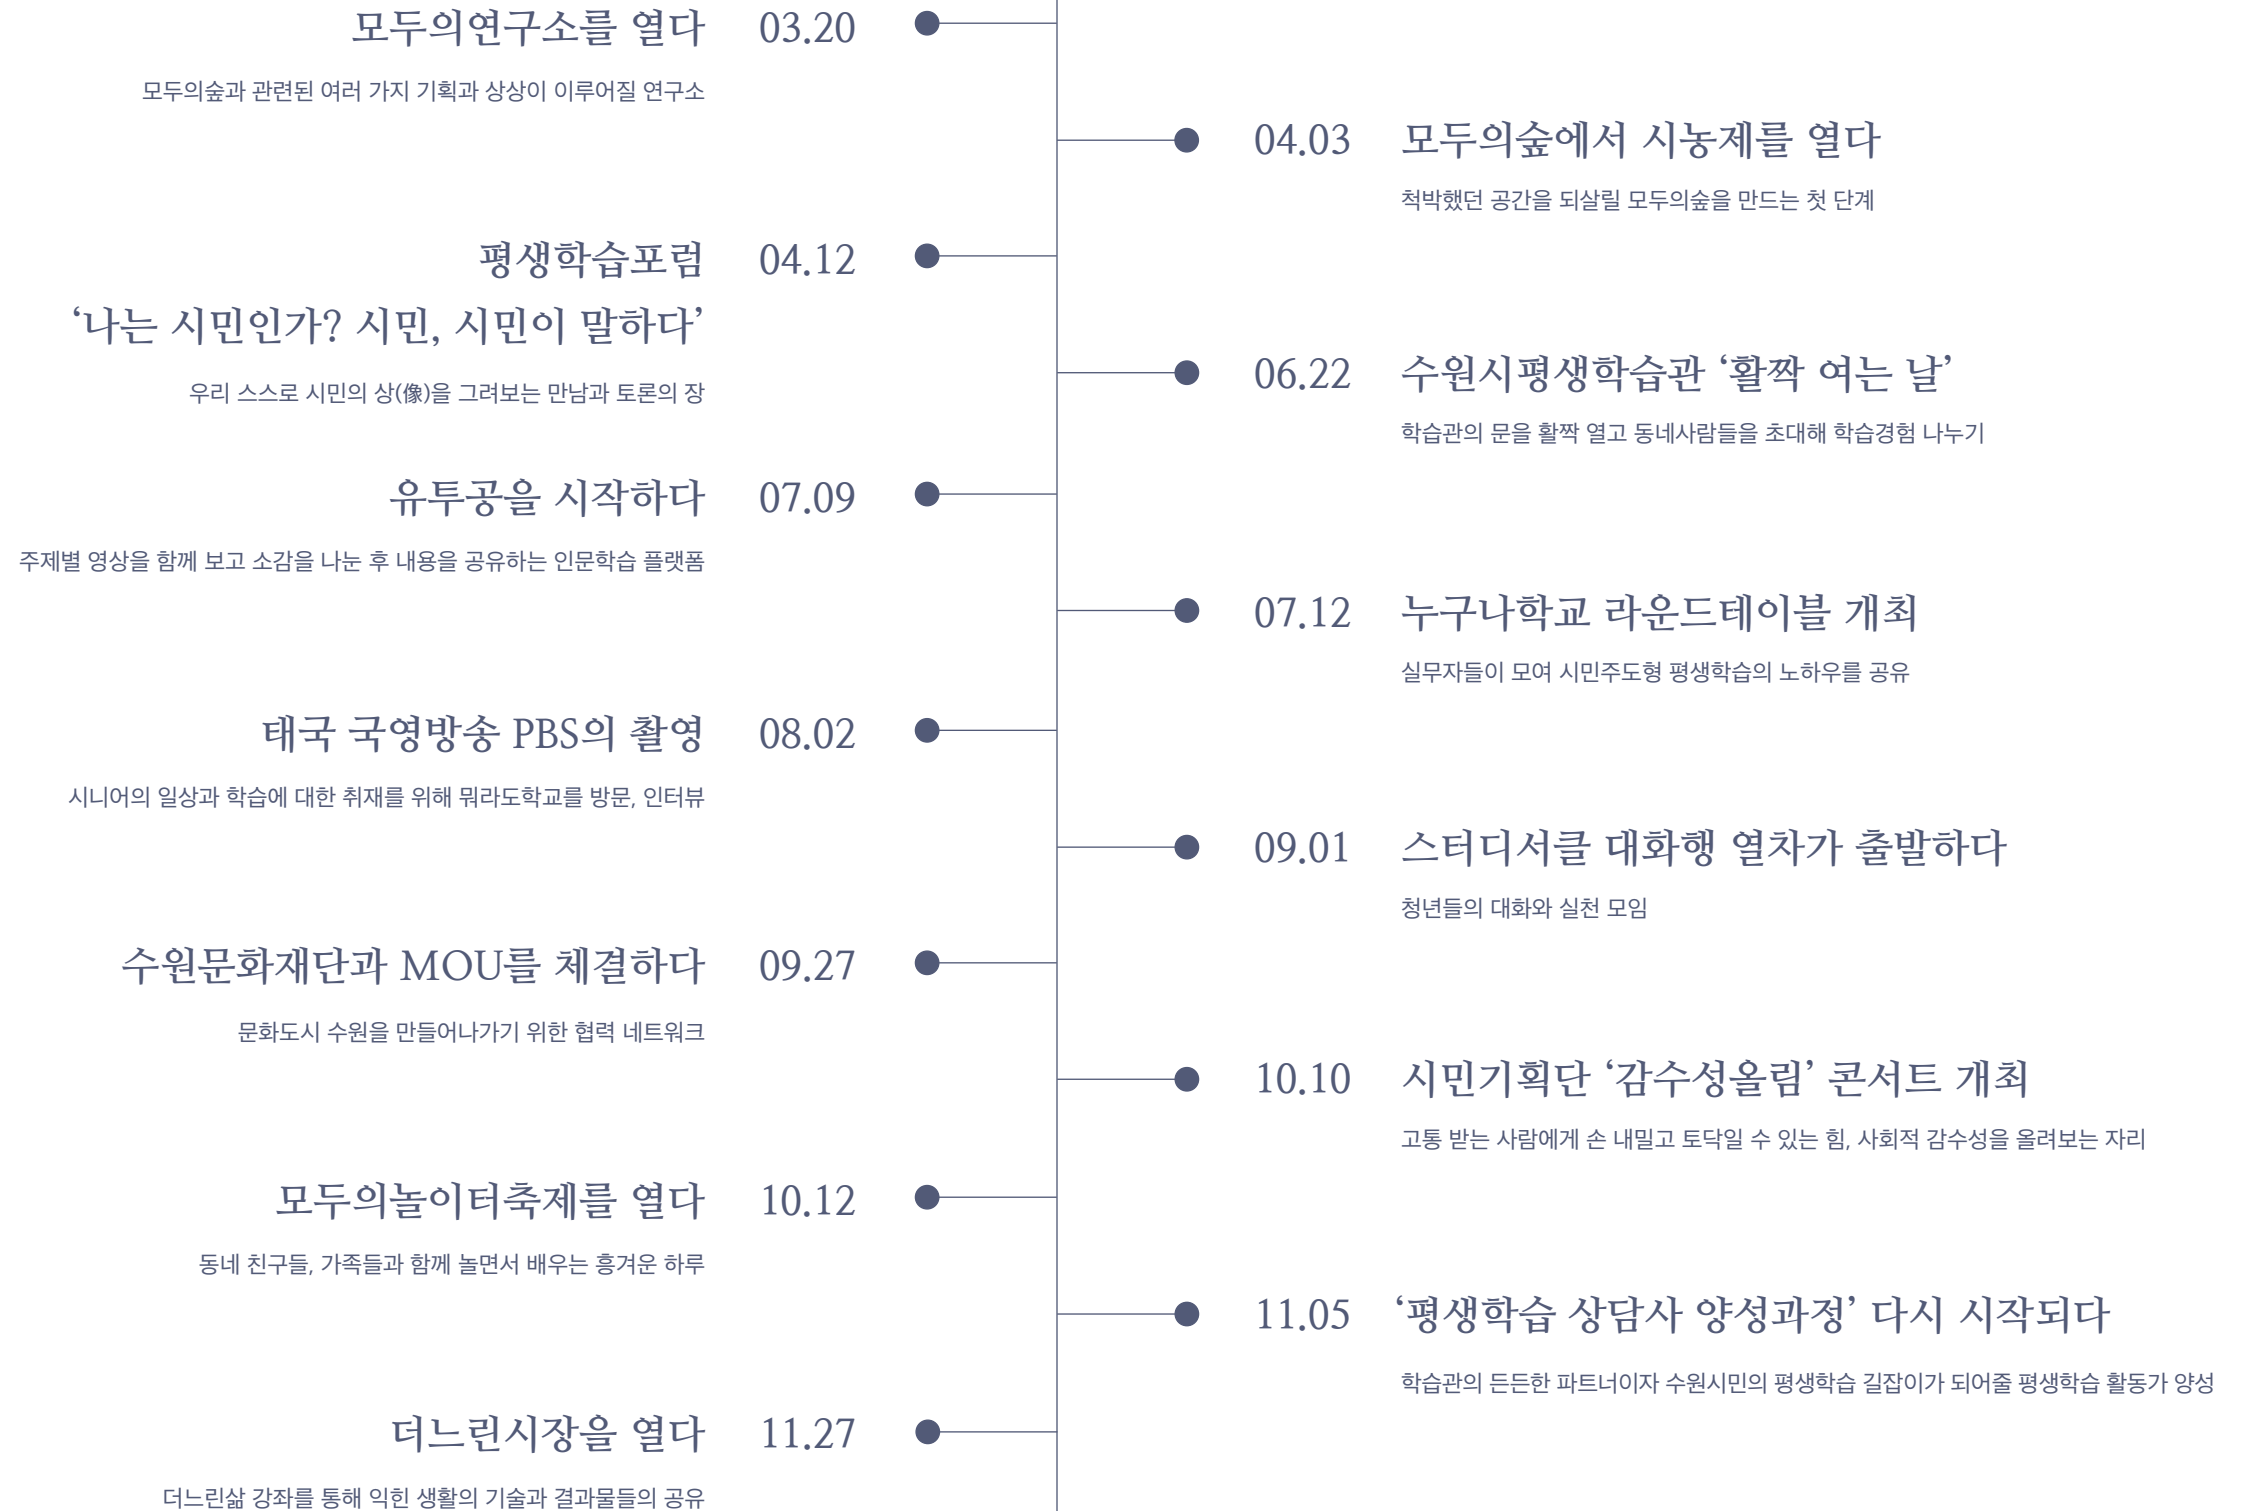 모두의연구소를 열다 03.20
모두의숲과 관련된 여러 가지 기획과 상상이 이루어질 연구소
04.03 모두의숲에서 시농제를 열다
척박했던 공간을 되살릴 모두의숲을 만드는 첫 단계
평생학습포럼 04.12
‘나는 시민인가? 시민, 시민이 말하다’
우리 스스로 시민의 상(像)을 그려보는 만남과 토론의 장
06.22 수원시평생학습관 ‘활짝 여는 날’
학습관의 문을 활짝 열고 동네사람들을 초대해 학습경험 나누기
유투공을 시작하다 07.09
주제별 영상을 함께 보고 소감을 나눈 후 내용을 공유하는 인문학습 플랫폼
07.12 누구나학교 라운드테이블 개최
실무자들이 모여 시민주도형 평생학습의 노하우를 공유
태국 국영방송 PBS의 촬영 08.02
시니어의 일상과 학습에 대한 취재를 위해 뭐라도학교를 방문, 인터뷰
09.01 스터디서클 대화행 열차가 출발하다
청년들의 대화와 실천 모임
수원문화재단과 MOU를 체결하다 09.27
문화도시 수원을 만들어나가기 위한 협력 네트워크
10.10 시민기획단 ‘감수성올림’ 콘서트 개최
고통 받는 사람에게 손 내밀고 토닥일 수 있는 힘, 사회적 감수성을 올려보는 자리
모두의놀이터축제를 열다 10.12
동네 친구들, 가족들과 함께 놀면서 배우는 흥겨운 하루
11.05 ‘평생학습 상담사 양성과정’ 다시 시작되다
학습관의 든든한 파트너이자 수원시민의 평생학습 길잡이가 되어줄 평생학습 활동가 양성
더느린시장을 열다 11.27
더느린삶 강좌를 통해 익힌 생활의 기술과 결과물들의 공유